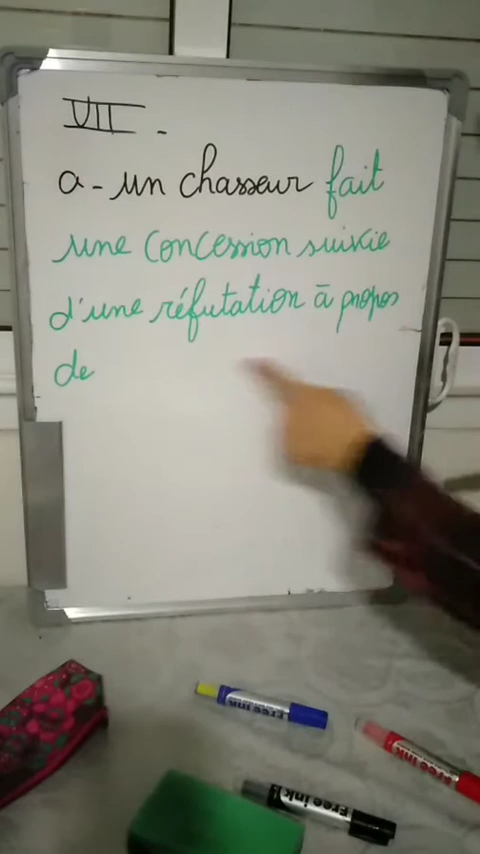 VII -
a - un chasseur fait
une concession suivie
d'une réfutation à propos
de
Free ink
Free ink
Free ink